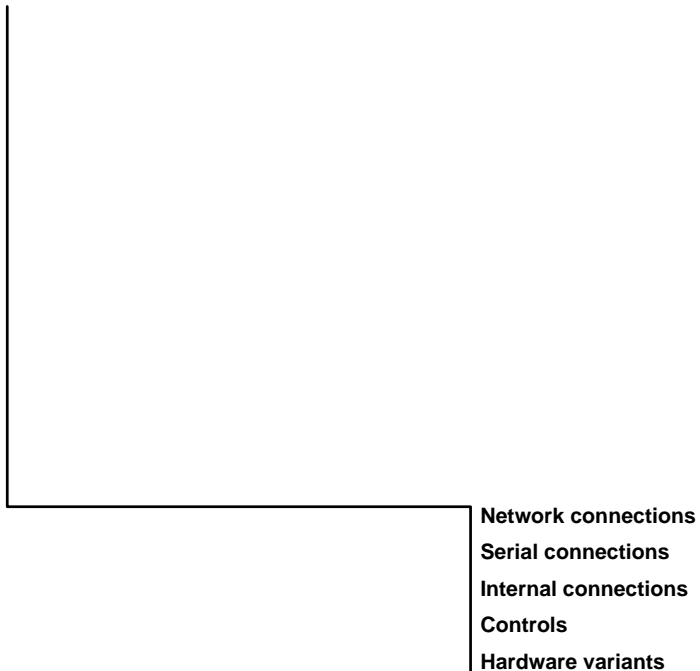 Network connections
Serial connections
Internal connections
Controls
Hardware variants